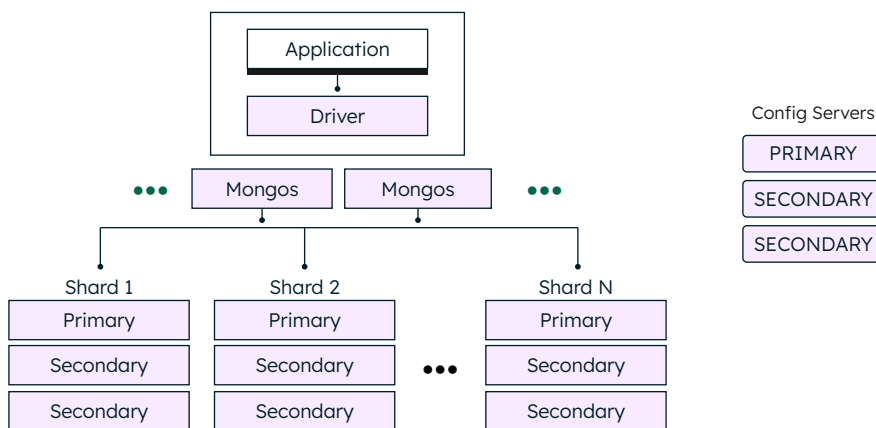 Application
Driver
Config Servers
PRIMARY
SECONDARY
SECONDARY
Mongos Mongos
Shard 1 Shard 2 Shard N
Primary Primary Primary
Secondary Secondary Secondary
Secondary Secondary Secondary